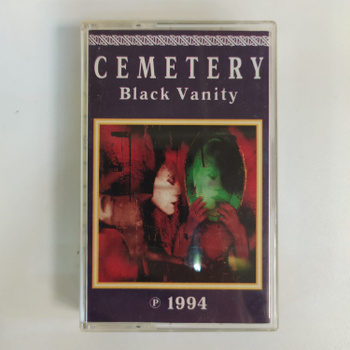 CEMETERY
Black Vanity
℗ 1994